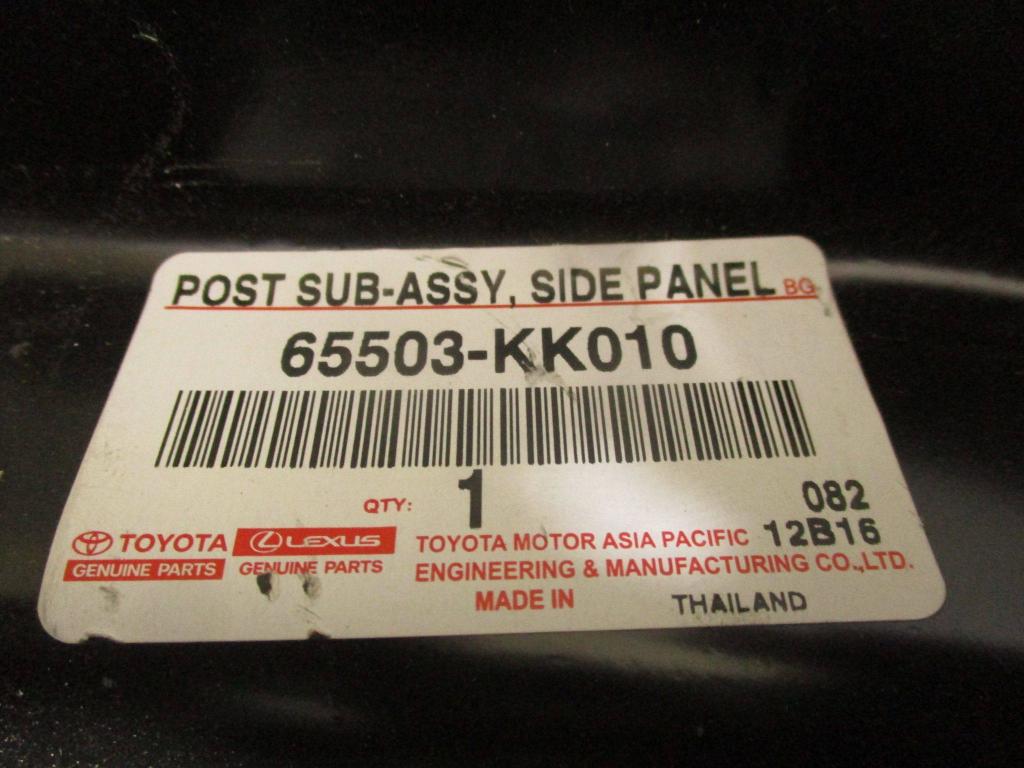 POST SUB-ASSY, SIDE PANEL BG
65503-KK010
QTY: 1
082
12B16
TOYOTA
GENUINE PARTS
LEXUS
GENUINE PARTS
TOYOTA MOTOR ASIA PACIFIC
ENGINEERING & MANUFACTURING CO.,LTD.
MADE IN THAILAND